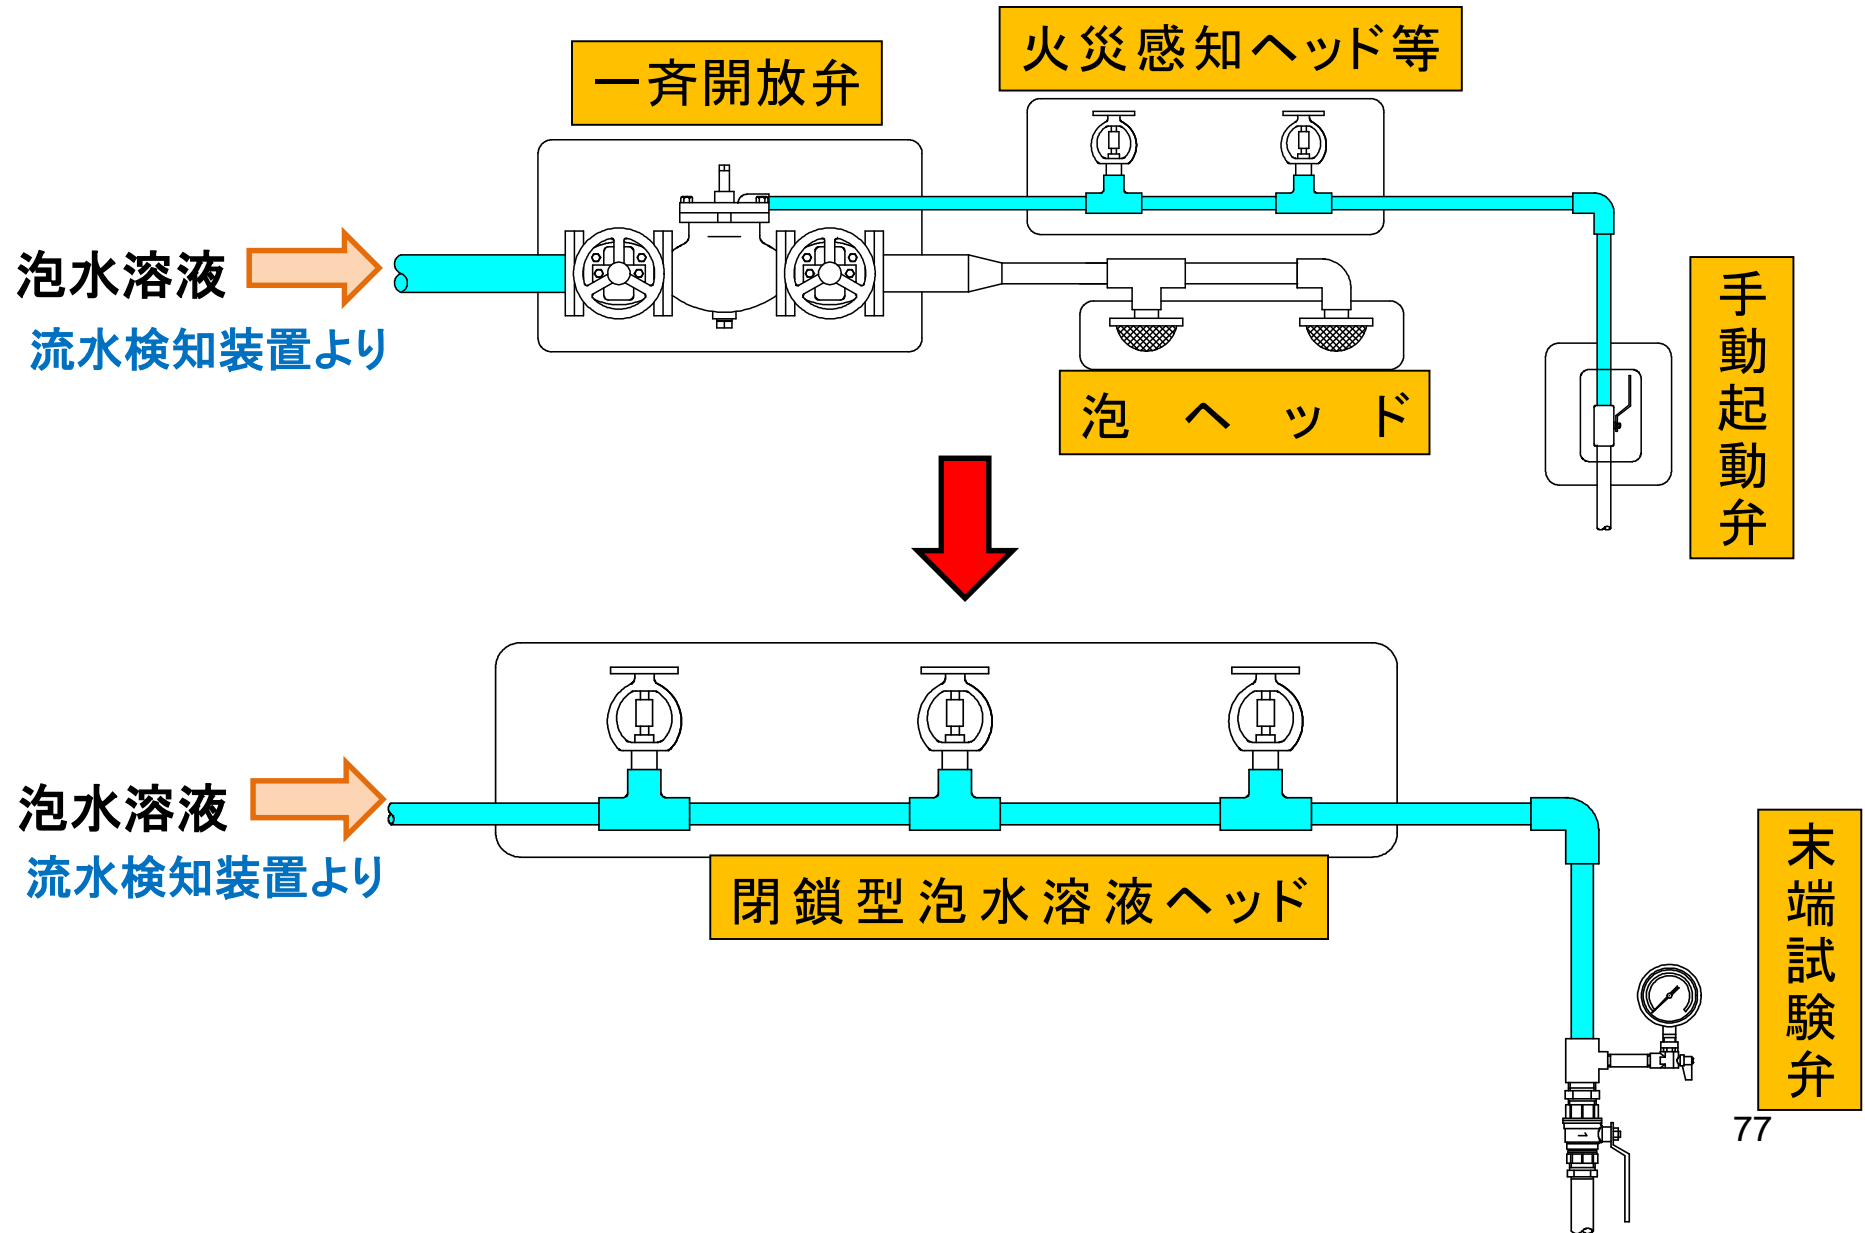 火災感知ヘッド等
一斉開放弁
泡水溶液
流水検知装置より
手動起動弁
泡ヘッド
泡水溶液
流水検知装置より
閉鎖型泡水溶液ヘッド
末端試験弁
77